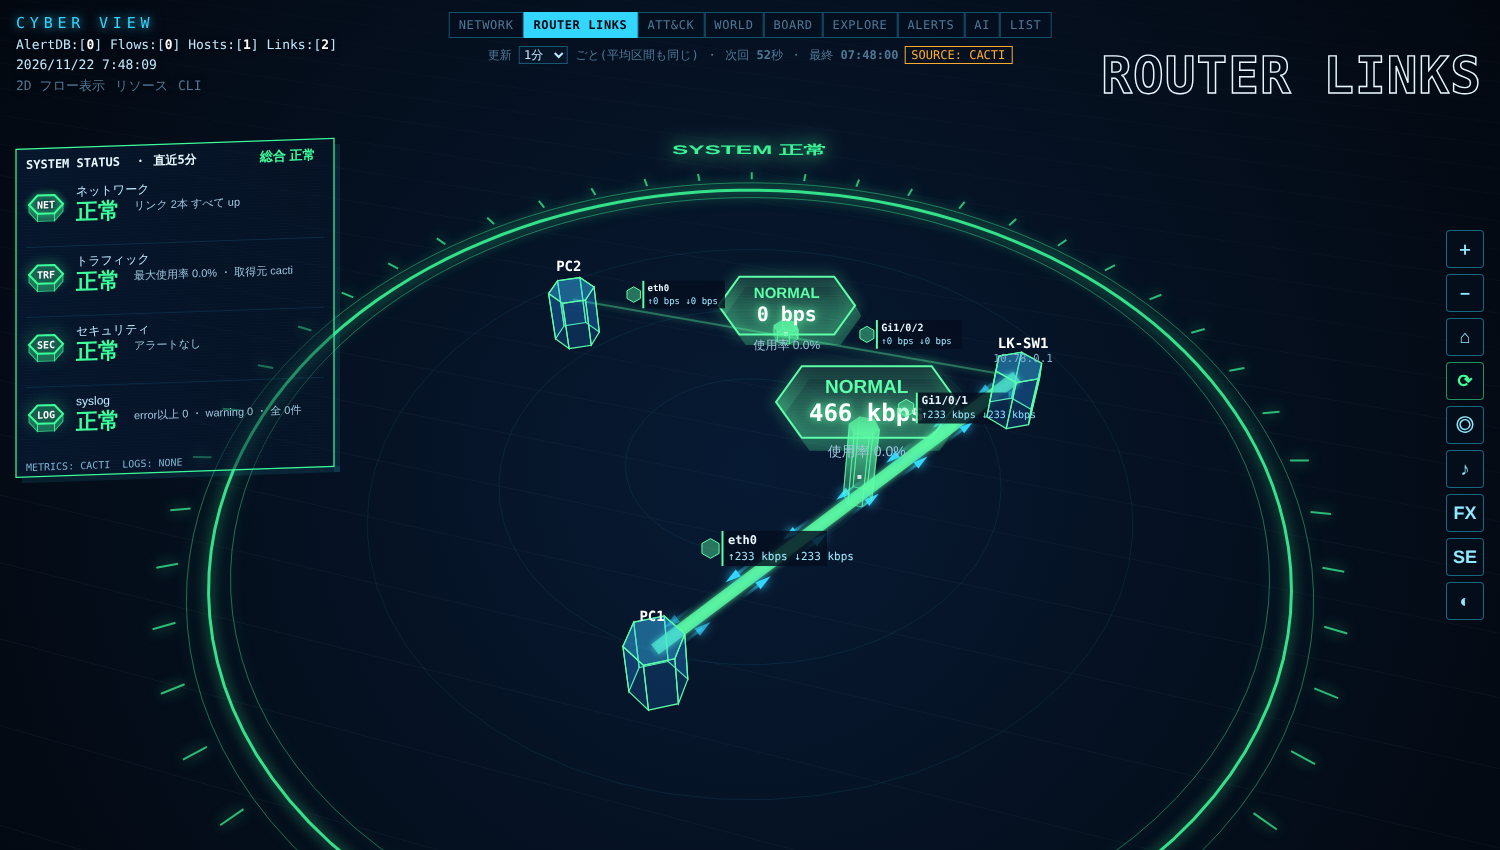 CYBER VIEW
AlertDB:[0] Flows:[0] Hosts:[1] Links:[2]
2026/11/22 7:48:09
2D フロー表示 リソース CLI
NETWORK ROUTER LINKS ATT&CK WORLD BOARD EXPLORE ALERTS AI LIST
更新 1分 ごと(平均区間も同じ) ・ 次回 52秒 ・ 最終 07:48:00 SOURCE: CACTI
ROUTER LINKS
SYSTEM STATUS ・ 直近5分 総合 正常
NET
ネットワーク
正常 リンク 2本 すべて up
TRF
トラフィック
正常 最大使用率 0.0% ・ 取得元 cacti
SEC
セキュリティ
正常 アラートなし
LOG
syslog
正常 error以上 0 ・ warning 0 ・ 全 0件
METRICS: CACTI LOGS: NONE
SYSTEM 正常
PC2
eth0
↑0 bps ↓0 bps
NORMAL
0 bps
使用率 0.0%
Gi1/0/2
↑0 bps ↓0 bps
LK-SW1
10.78.0.1
NORMAL
466 kbps
使用率 0.0%
Gi1/0/1
↑233 kbps ↓233 kbps
eth0
↑233 kbps ↓233 kbps
PC1
+
−
⌂
⟳
◎
♪
FX
SE
◐